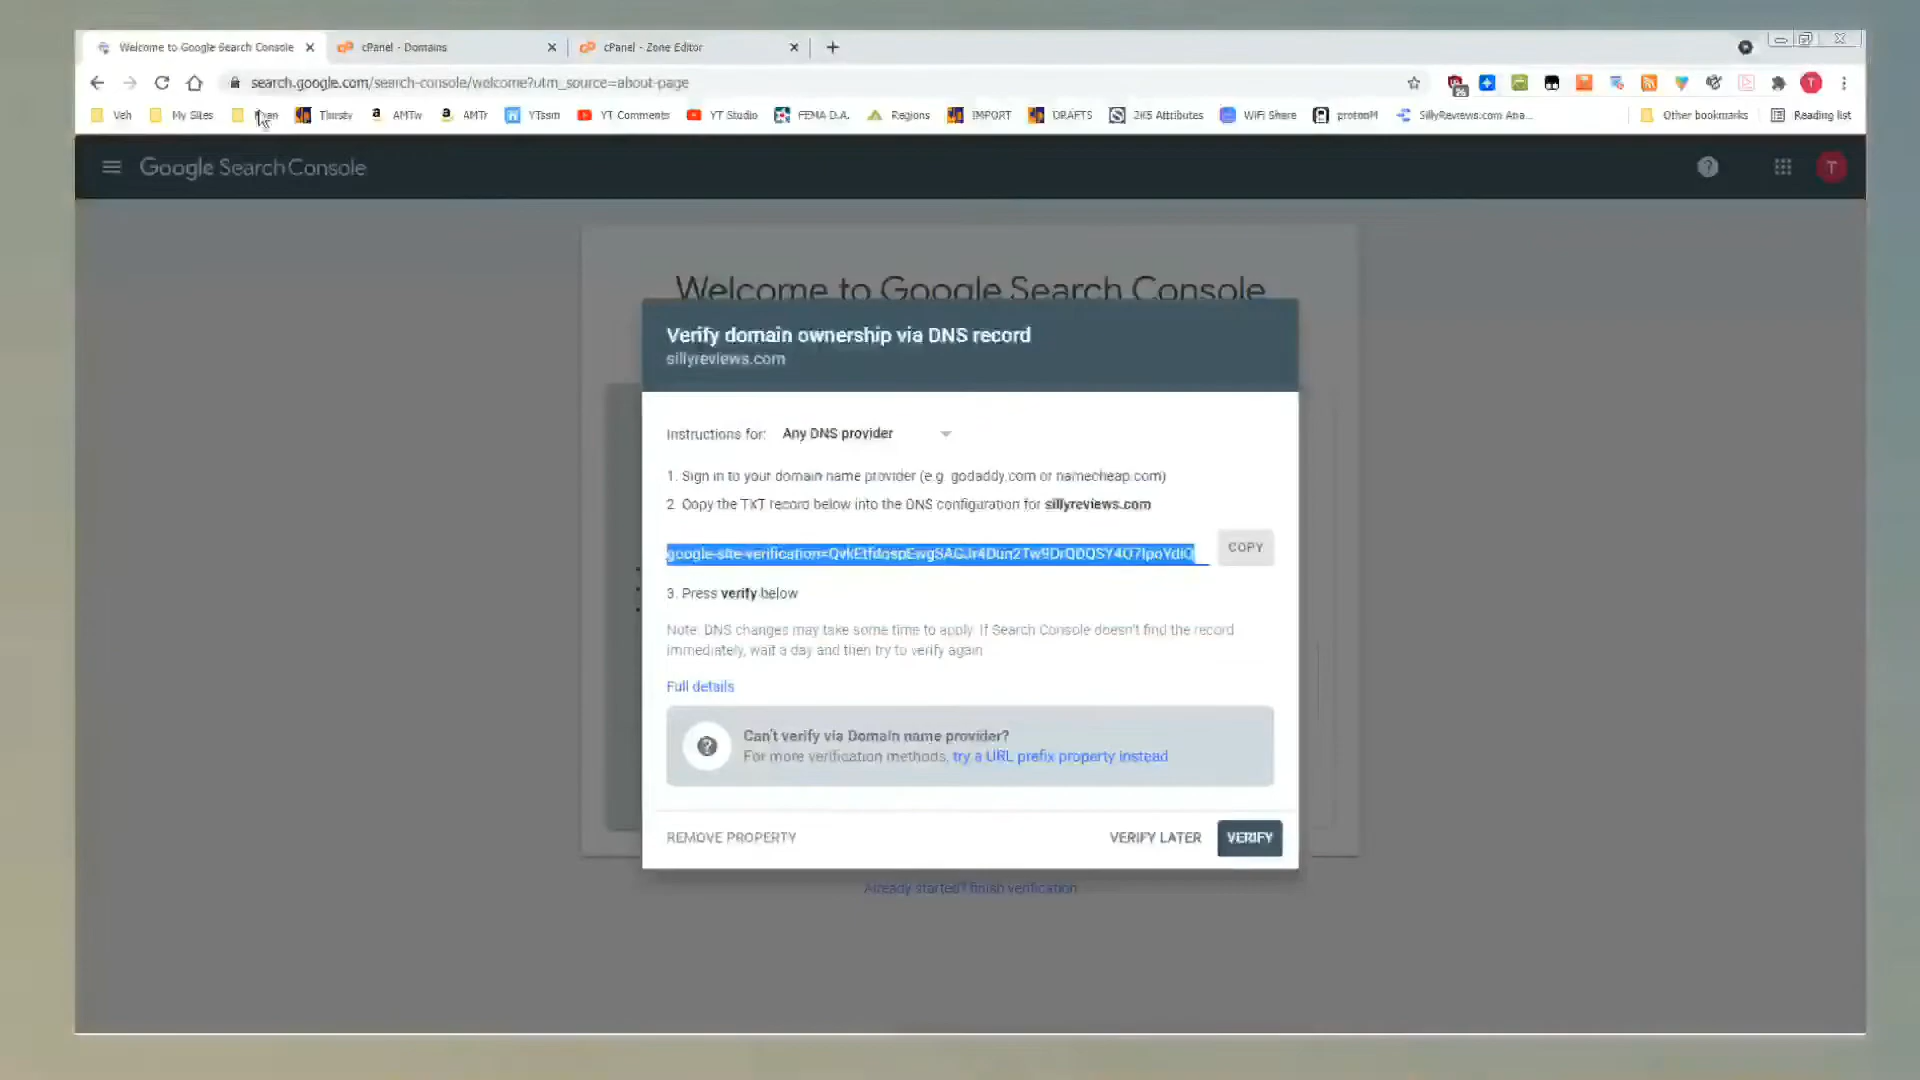 Welcome to Google Search Console
cPanel - Domains
cPanel - Zone Editor
search.google.com/search-console/welcome?utm_source=about-page
26
T
Veh
My Sites
Thirsty
AMTw
AMTr
YTssm
YT Comments
YT Studio
FEMA D.A.
Regions
IMPORT
DRAFTS
2K5 Attributes
WiFi Share
protonM
SillyReviews.com Ana...
Other bookmarks
Reading list
Google Search Console
T
Welcome to Google Search Console
Verify domain ownership via DNS record
sillyreviews.com
Instructions for: Any DNS provider
1. Sign in to your domain name provider (e.g. godaddy.com or namecheap.com)
2. Copy the TXT record below into the DNS configuration for sillyreviews.com
COPY
3. Press verify below
Note: DNS changes may take some time to apply. If Search Console doesn't find the record
immediately, wait a day and then try to verify again
Full details
Can't verify via Domain name provider?
For more verification methods, try a URL prefix property instead
REMOVE PROPERTY
VERIFY LATER
VERIFY
Already started? finish verification